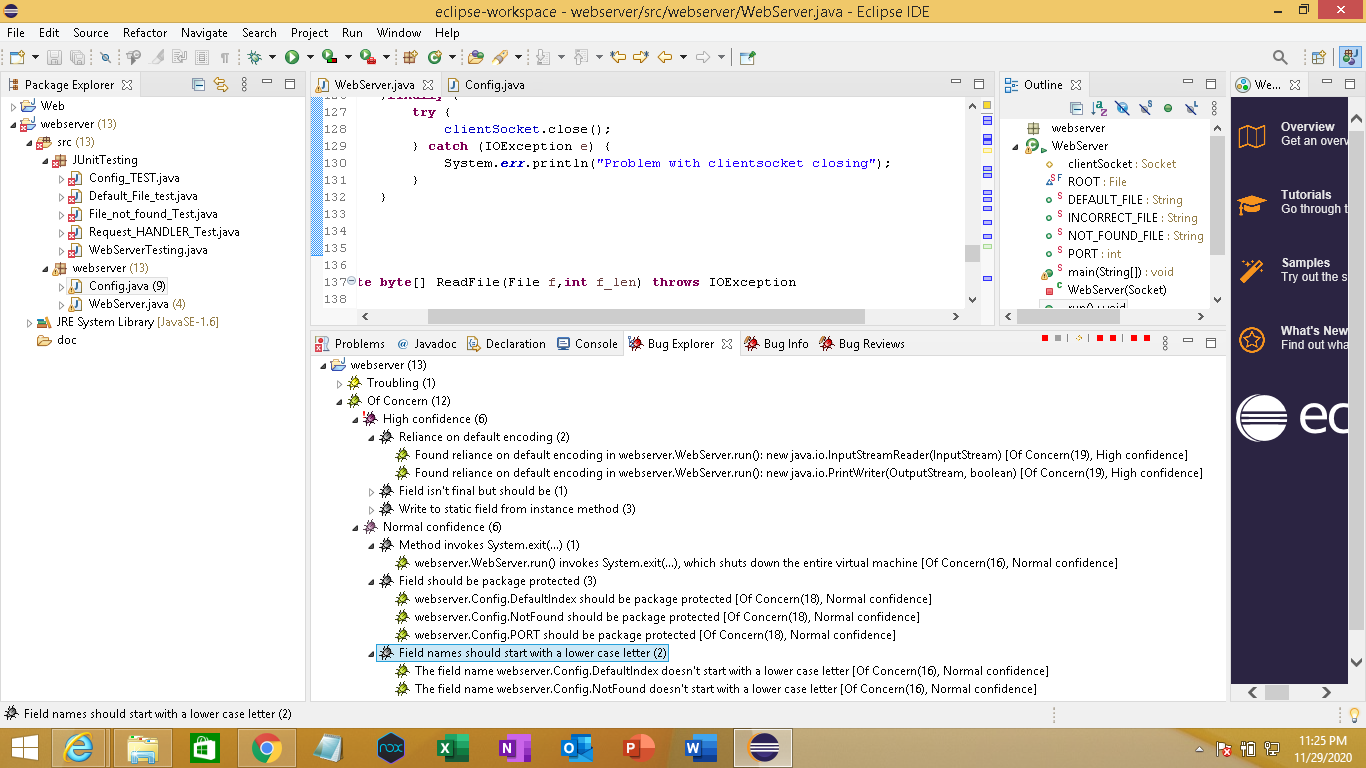 eclipse-workspace - webserver/src/webserver/WebServer.java - Eclipse IDE
File Edit Source Refactor Navigate Search Project Run Window Help
Package Explorer
Web
webserver (13)
src (13)
JUnitTesting
Config_TEST.java
Default_File_test.java
File_not_found_Test.java
Request_HANDLER_Test.java
WebServerTesting.java
webserver (13)
Config.java (9)
WebServer.java (4)
JRE System Library [JavaSE-1.6]
doc
WebServer.java Config.java
127 try {
128 clientSocket.close();
129 } catch (IOException e) {
130 System.err.println("Problem with clientsocket closing");
131 }
132 }
133
134
135
136
137 te byte[] ReadFile(File f,int f_len) throws IOException
138
Outline
webserver
WebServer
clientSocket : Socket
ROOT : File
DEFAULT_FILE : String
INCORRECT_FILE : String
NOT_FOUND_FILE : String
PORT : int
main(String[]) : void
WebServer(Socket)
run() : void
We...
Overview
Get an overv
Tutorials
Go through t
Samples
Try out the s
What's New
Find out wha
ec
Problems @ Javadoc Declaration Console Bug Explorer Bug Info Bug Reviews
webserver (13)
Troubling (1)
Of Concern (12)
High confidence (6)
Reliance on default encoding (2)
Found reliance on default encoding in webserver.WebServer.run(): new java.io.InputStreamReader(InputStream) [Of Concern(19), High confidence]
Found reliance on default encoding in webserver.WebServer.run(): new java.io.PrintWriter(OutputStream, boolean) [Of Concern(19), High confidence]
Field isn't final but should be (1)
Write to static field from instance method (3)
Normal confidence (6)
Method invokes System.exit(...) (1)
webserver.WebServer.run() invokes System.exit(...), which shuts down the entire virtual machine [Of Concern(16), Normal confidence]
Field should be package protected (3)
webserver.Config.DefaultIndex should be package protected [Of Concern(18), Normal confidence]
webserver.Config.NotFound should be package protected [Of Concern(18), Normal confidence]
webserver.Config.PORT should be package protected [Of Concern(18), Normal confidence]
Field names should start with a lower case letter (2)
The field name webserver.Config.DefaultIndex doesn't start with a lower case letter [Of Concern(16), Normal confidence]
The field name webserver.Config.NotFound doesn't start with a lower case letter [Of Concern(16), Normal confidence]
Field names should start with a lower case letter (2)
nox
11:25 PM
11/29/2020